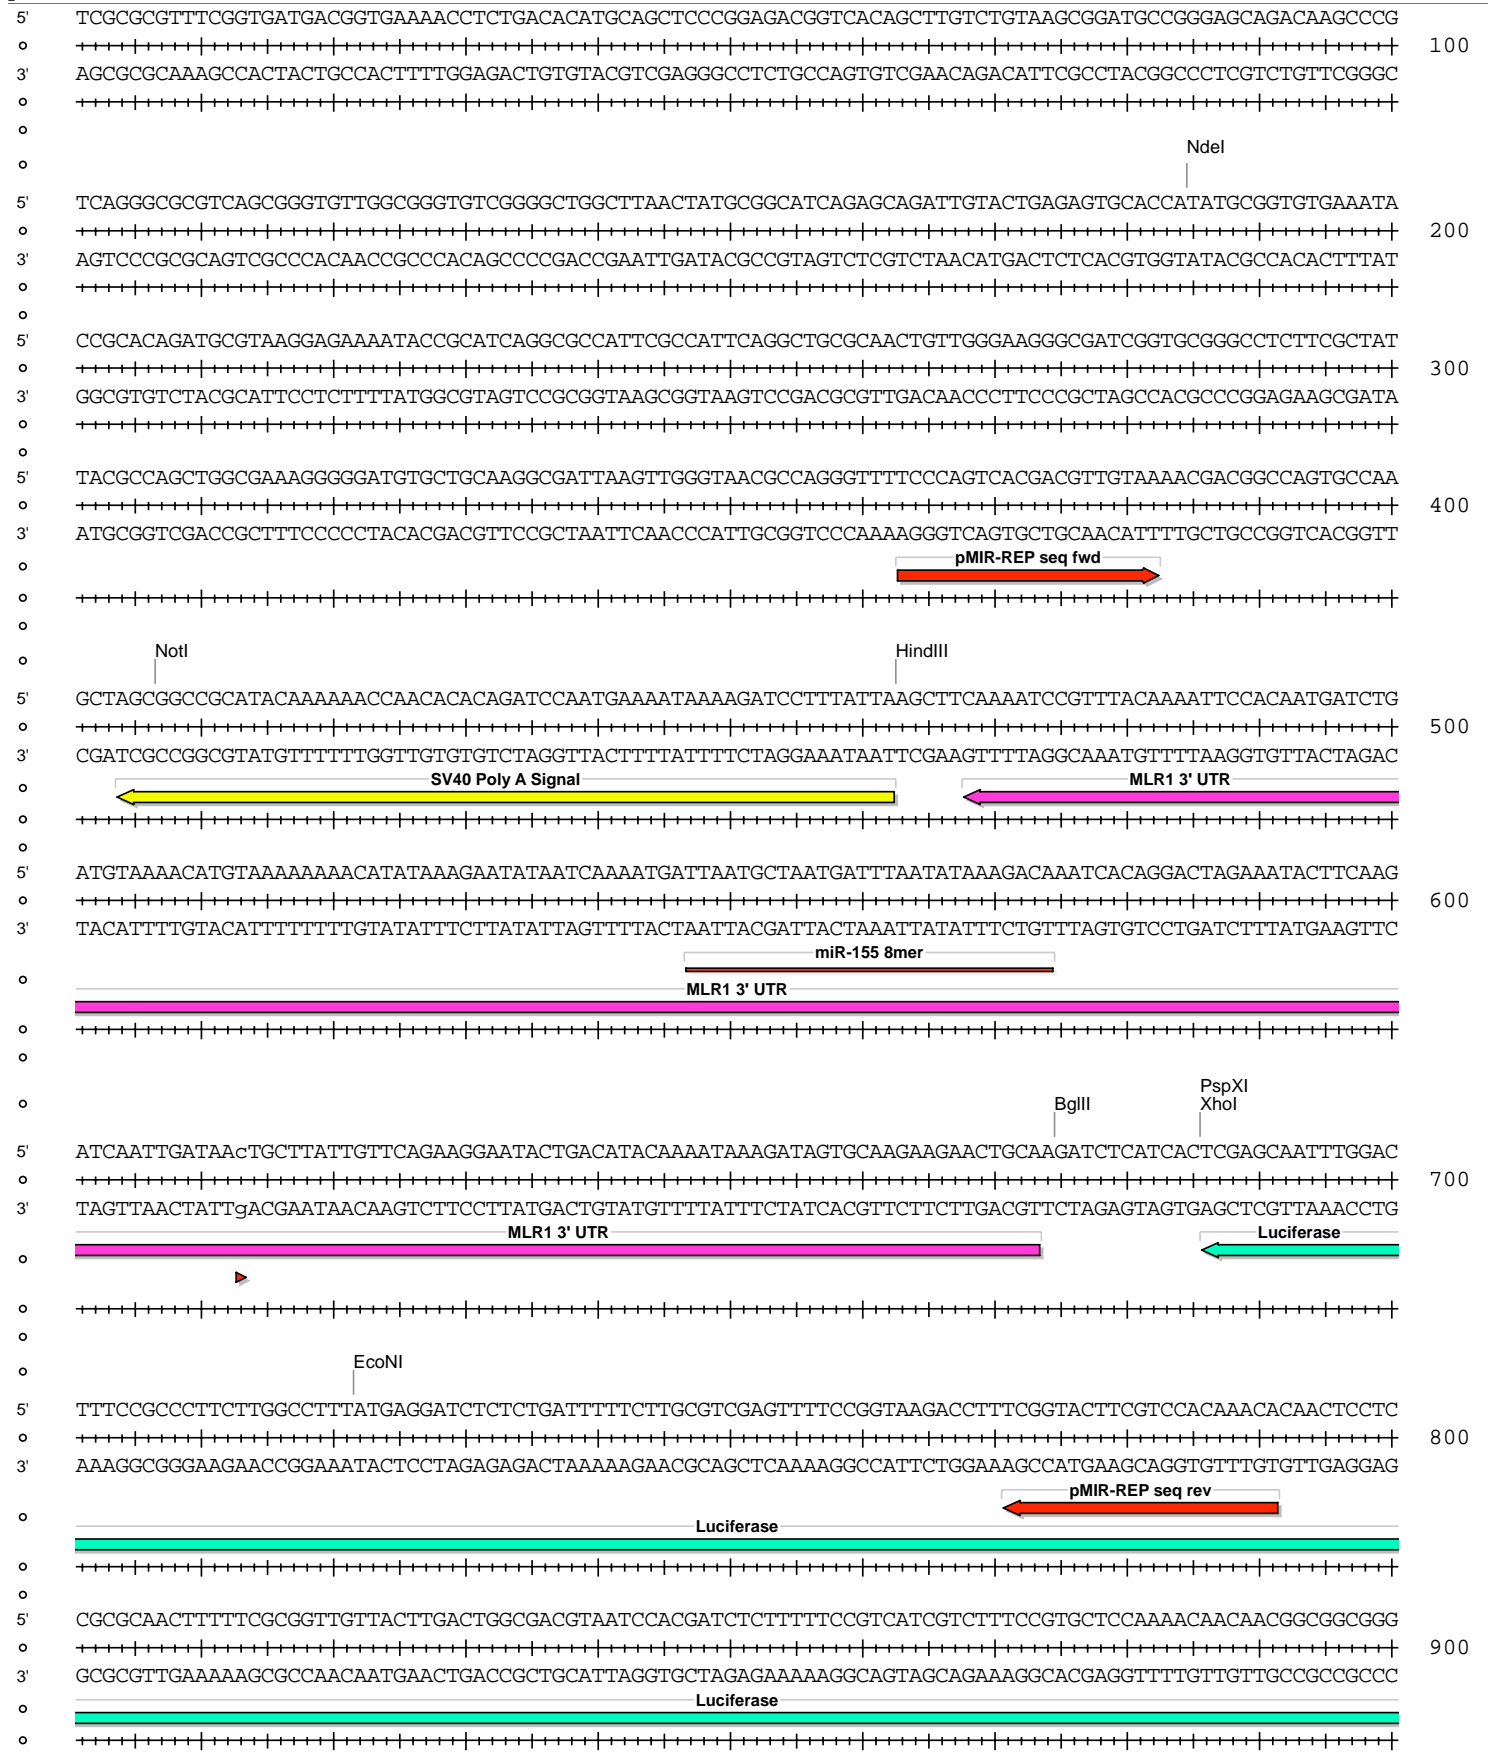 5' TCGCGCGTTTCGGTGATGACGGTGAAAACCTCTGACACATGCAGCTCCCGGAGACGGTCACAGCTTGTCTGTAAGCGGATGCCGGGAGCAGACAAGCCCG
100
3' AGCGCGCAAAGCCACTACTGCCACTTTTGGAGACTGTGTACGTCGAGGGCCTCTGCCAGTGTCGAACAGACATTCGCCTACGGCCCTCGTCTGTTCGGGC
NdeI
5' TCAGGGCGCGTCAGCGGGTGTTGGCGGGTGTCGGGGCTGGCTTAACTATGCGGCATCAGAGCAGATTGTACTGAGAGTGCACCATATGCGGTGTGAAATA
200
3' AGTCCCGCGCAGTCGCCCACAACCGCCCACAGCCCCGACCGAATTGATACGCCGTAGTCTCGTCTAACATGACTCTCACGTGGTATACGCCACACTTTAT
5' CCGCACAGATGCGTAAGGAGAAAATACCGCATCAGGCGCCATTCGCCATTCAGGCTGCGCAACTGTTGGGAAGGGCGATCGGTGCGGGCCTCTTCGCTAT
300
3' GGCGTGTCTACGCATTCCTCTTTTATGGCGTAGTCCGCGGTAAGCGGTAAGTCCGACGCGTTGACAACCCTTCCCGCTAGCCACGCCCGGAGAAGCGATA
5' TACGCCAGCTGGCGAAAGGGGGATGTGCTGCAAGGCGATTAAGTTGGGTAACGCCAGGGTTTTCCCAGTCACGACGTTGTAAAACGACGGCCAGTGCCAA
400
3' ATGCGGTCGACCGCTTTCCCCCTACACGACGTTCCGCTAATTCAACCCATTGCGGTCCCAAAAGGGTCAGTGCTGCAACATTTTGCTGCCGGTCACGGTT
pMIR-REP seq fwd
NotI HindIII
5' GCTAGCGGCCGCATACAAAAAACCAACACACAGATCCAATGAAAATAAAAGATCCTTTATTAAGCTTCAAAATCCGTTTACAAAATTCCACAATGATCTG
500
3' CGATCGCCGGCGTATGTTTTTTGGTTGTGTGTCTAGGTTACTTTTATTTTCTAGGAAATAATTCGAAGTTTTAGGCAAATGTTTTAAGGTGTTACTAGAC
SV40 Poly A Signal MLR1 3' UTR
5' ATGTAAAACATGTAAAAAAAACATATAAAGAATATAATCAAAATGATTAATGCTAATGATTTAATATAAAGACAAATCACAGGACTAGAAATACTTCAAG
600
3' TACATTTTGTACATTTTTTTTGTATATTTCTTATATTAGTTTTACTAATTACGATTACTAAATTATATTTCTGTTTAGTGTCCTGATCTTTATGAAGTTC
miR-155 8mer
MLR1 3' UTR
BglII PspXI
XhoI
5' ATCAATTGATAAcTGCTTATTGTTCAGAAGGAATACTGACATACAAAATAAAGATAGTGCAAGAAGAACTGCAAGATCTCATCACTCGAGCAATTTGGAC
700
3' TAGTTAACTATTgACGAATAACAAGTCTTCCTTATGACTGTATGTTTTATTTCTATCACGTTCTTCTTGACGTTCTAGAGTAGTGAGCTCGTTAAACCTG
MLR1 3' UTR Luciferase
EcoNI
5' TTTCCGCCCTTCTTGGCCTTTATGAGGATCTCTCTGATTTTTCTTGCGTCGAGTTTTCCGGTAAGACCTTTCGGTACTTCGTCCACAAACACAACTCCTC
800
3' AAAGGCGGGAAGAACCGGAAATACTCCTAGAGAGACTAAAAAGAACGCAGCTCAAAAGGCCATTCTGGAAAGCCATGAAGCAGGTGTTTGTGTTGAGGAG
pMIR-REP seq rev
Luciferase
5' CGCGCAACTTTTTCGCGGTTGTTACTTGACTGGCGACGTAATCCACGATCTCTTTTTCCGTCATCGTCTTTCCGTGCTCCAAAACAACAACGGCGGCGGG
900
3' GCGCGTTGAAAAAGCGCCAACAATGAACTGACCGCTGCATTAGGTGCTAGAGAAAAAGGCAGTAGCAGAAAGGCACGAGGTTTTGTTGTTGCCGCCGCCC
Luciferase